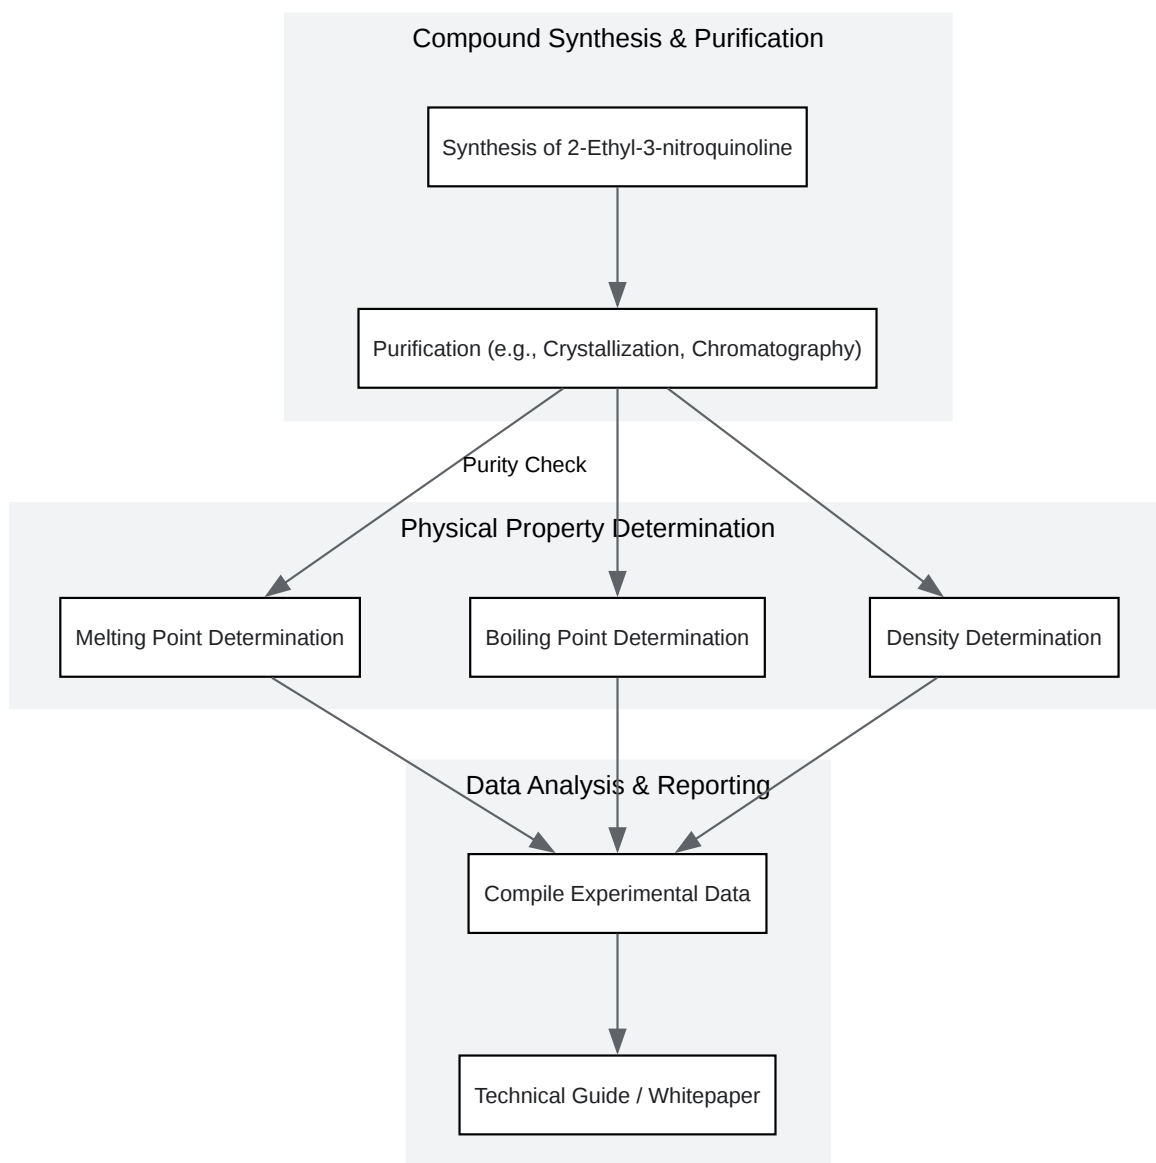 Compound Synthesis & Purification
Synthesis of 2-Ethyl-3-nitroquinoline
Purification (e.g., Crystallization, Chromatography)
Purity Check
Physical Property Determination
Melting Point Determination
Boiling Point Determination
Density Determination
Data Analysis & Reporting
Compile Experimental Data
Technical Guide / Whitepaper